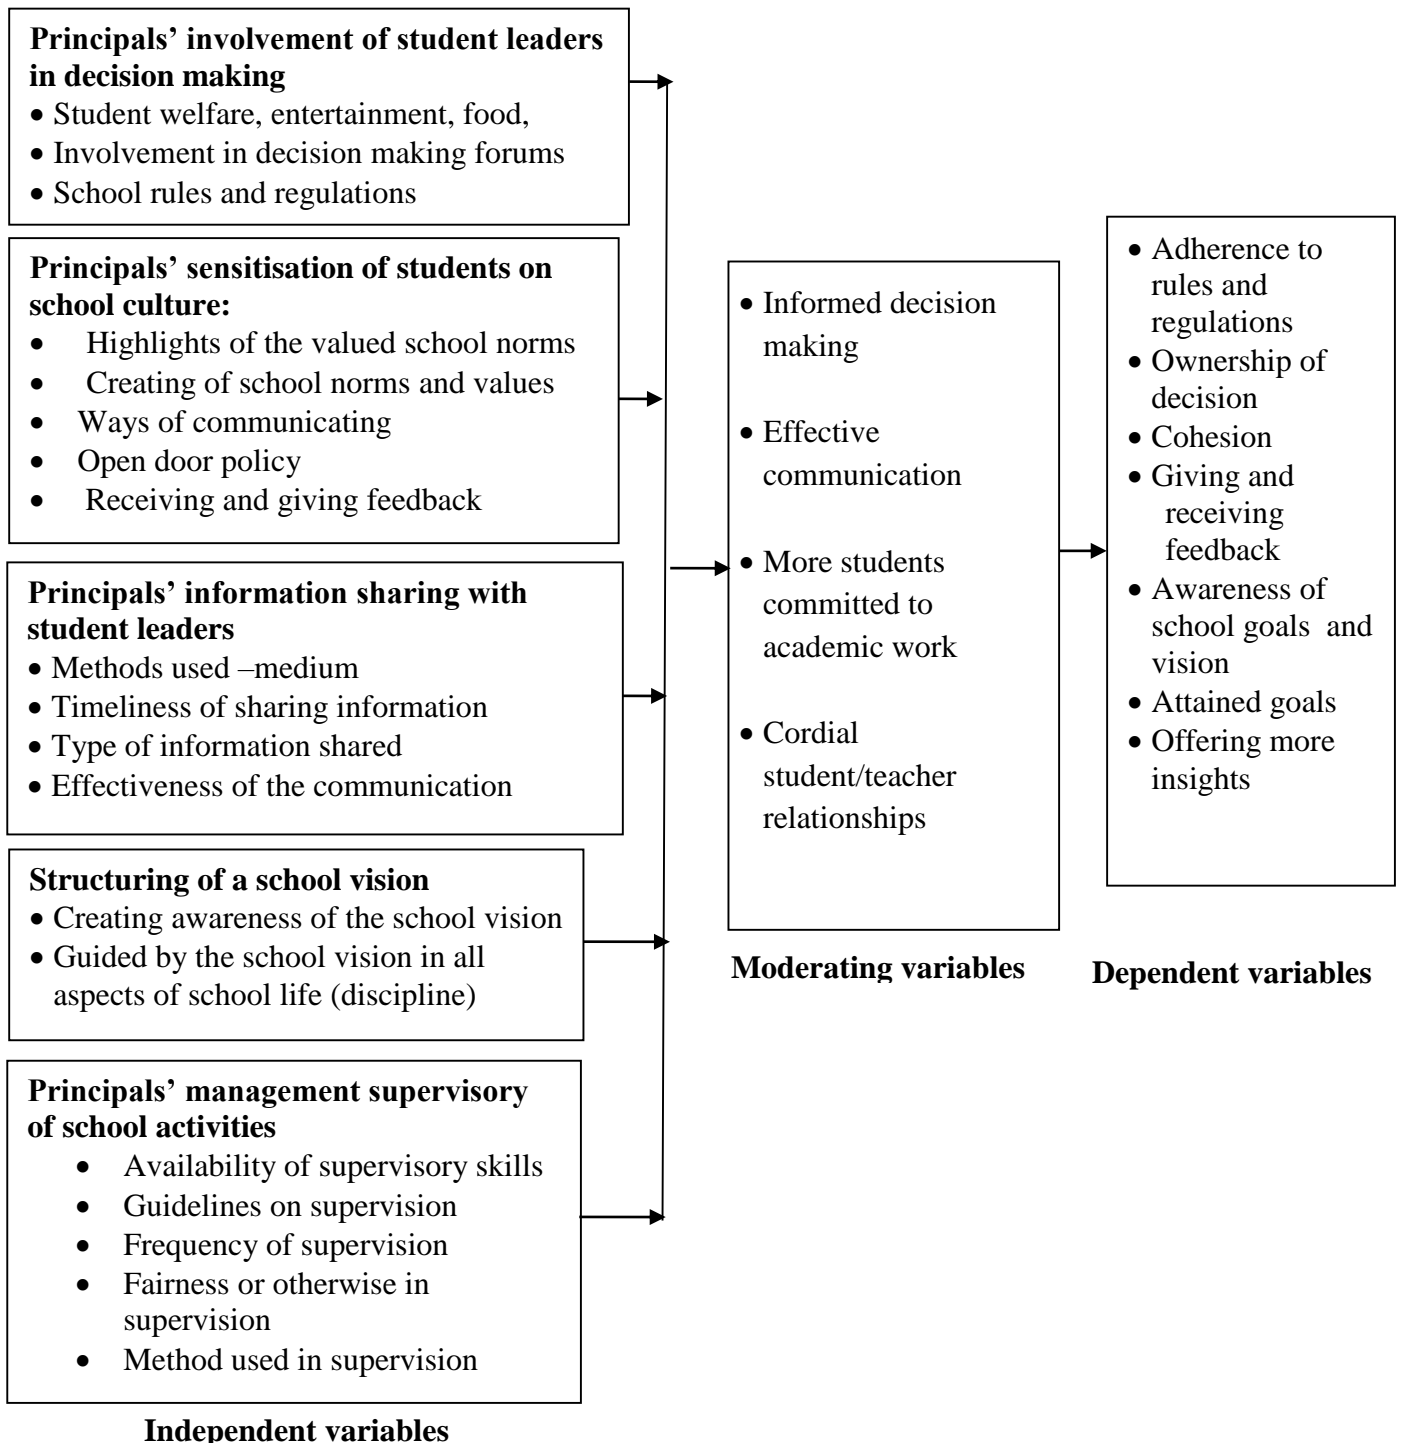 Principals’ involvement of student leaders
in decision making
• Student welfare, entertainment, food,
• Involvement in decision making forums
• School rules and regulations
Principals’ sensitisation of students on
school culture:
• Highlights of the valued school norms
• Creating of school norms and values
• Ways of communicating
• Open door policy
• Receiving and giving feedback
Principals’ information sharing with
student leaders
• Methods used –medium
• Timeliness of sharing information
• Type of information shared
• Effectiveness of the communication
Structuring of a school vision
• Creating awareness of the school vision
• Guided by the school vision in all
aspects of school life (discipline)
Principals’ management supervisory
of school activities
• Availability of supervisory skills
• Guidelines on supervision
• Frequency of supervision
• Fairness or otherwise in
supervision
• Method used in supervision
Independent variables
• Informed decision
making
• Effective
communication
• More students
committed to
academic work
• Cordial
student/teacher
relationships
Moderating variables
• Adherence to
rules and
regulations
• Ownership of
decision
• Cohesion
• Giving and
receiving
feedback
• Awareness of
school goals and
vision
• Attained goals
• Offering more
insights
Dependent variables